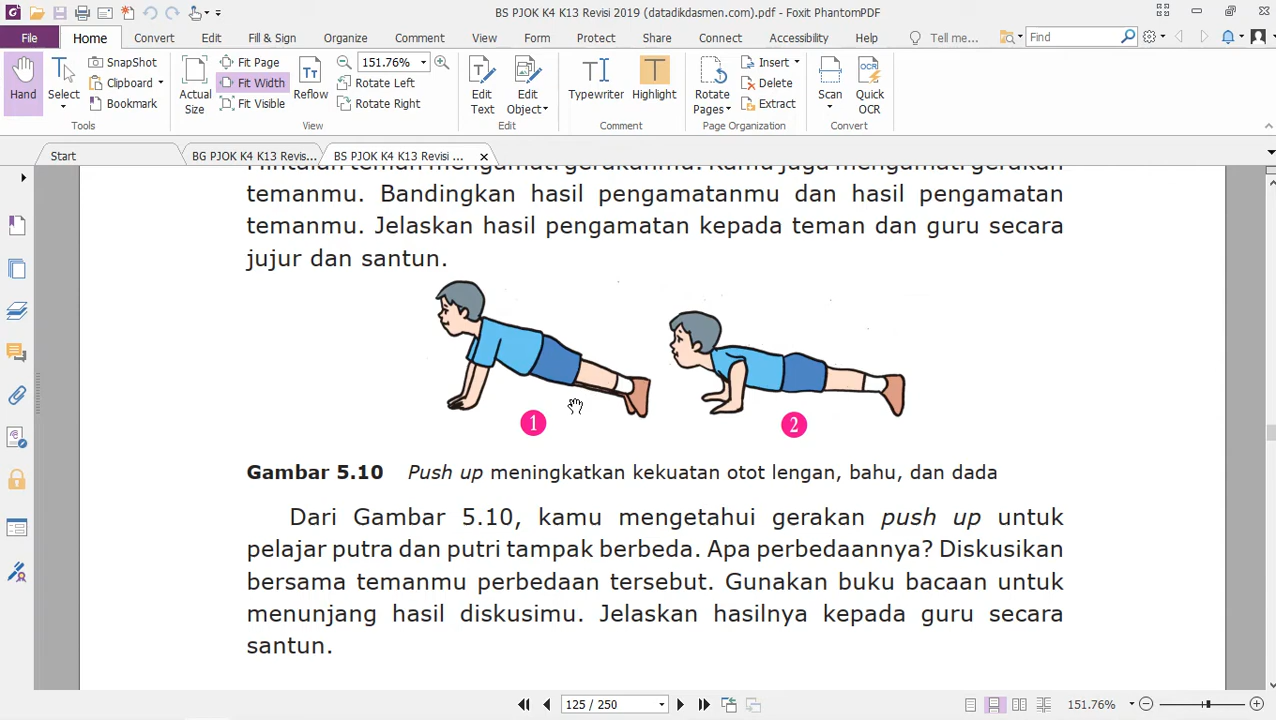 BS PJOK K4 K13 Revisi 2019 (datadikdasmen.com).pdf - Foxit PhantomPDF
File Home Convert Edit Fill & Sign Organize Comment View Form Protect Share Connect Accessibility Help Tell me... Find
Hand
Select
SnapShot
Clipboard
Bookmark
Tools
Actual Size
Fit Page
Fit Width
Fit Visible
Reflow
151.76%
Rotate Left
Rotate Right
View
Edit Text
Edit Object
Edit
Typewriter
Highlight
Comment
Rotate Pages
Insert
Delete
Extract
Page Organization
Scan
Quick OCR
Convert
Start
BG PJOK K4 K13 Revis...
BS PJOK K4 K13 Revisi ...
teman mengamati gerakanmu. Kamu juga mengamati gerakan
temanmu. Bandingkan hasil pengamatanmu dan hasil pengamatan
temanmu. Jelaskan hasil pengamatan kepada teman dan guru secara
jujur dan santun.
1
2
Gambar 5.10 Push up meningkatkan kekuatan otot lengan, bahu, dan dada
Dari Gambar 5.10, kamu mengetahui gerakan push up untuk
pelajar putra dan putri tampak berbeda. Apa perbedaannya? Diskusikan
bersama temanmu perbedaan tersebut. Gunakan buku bacaan untuk
menunjang hasil diskusimu. Jelaskan hasilnya kepada guru secara
santun.
125 / 250
151.76%